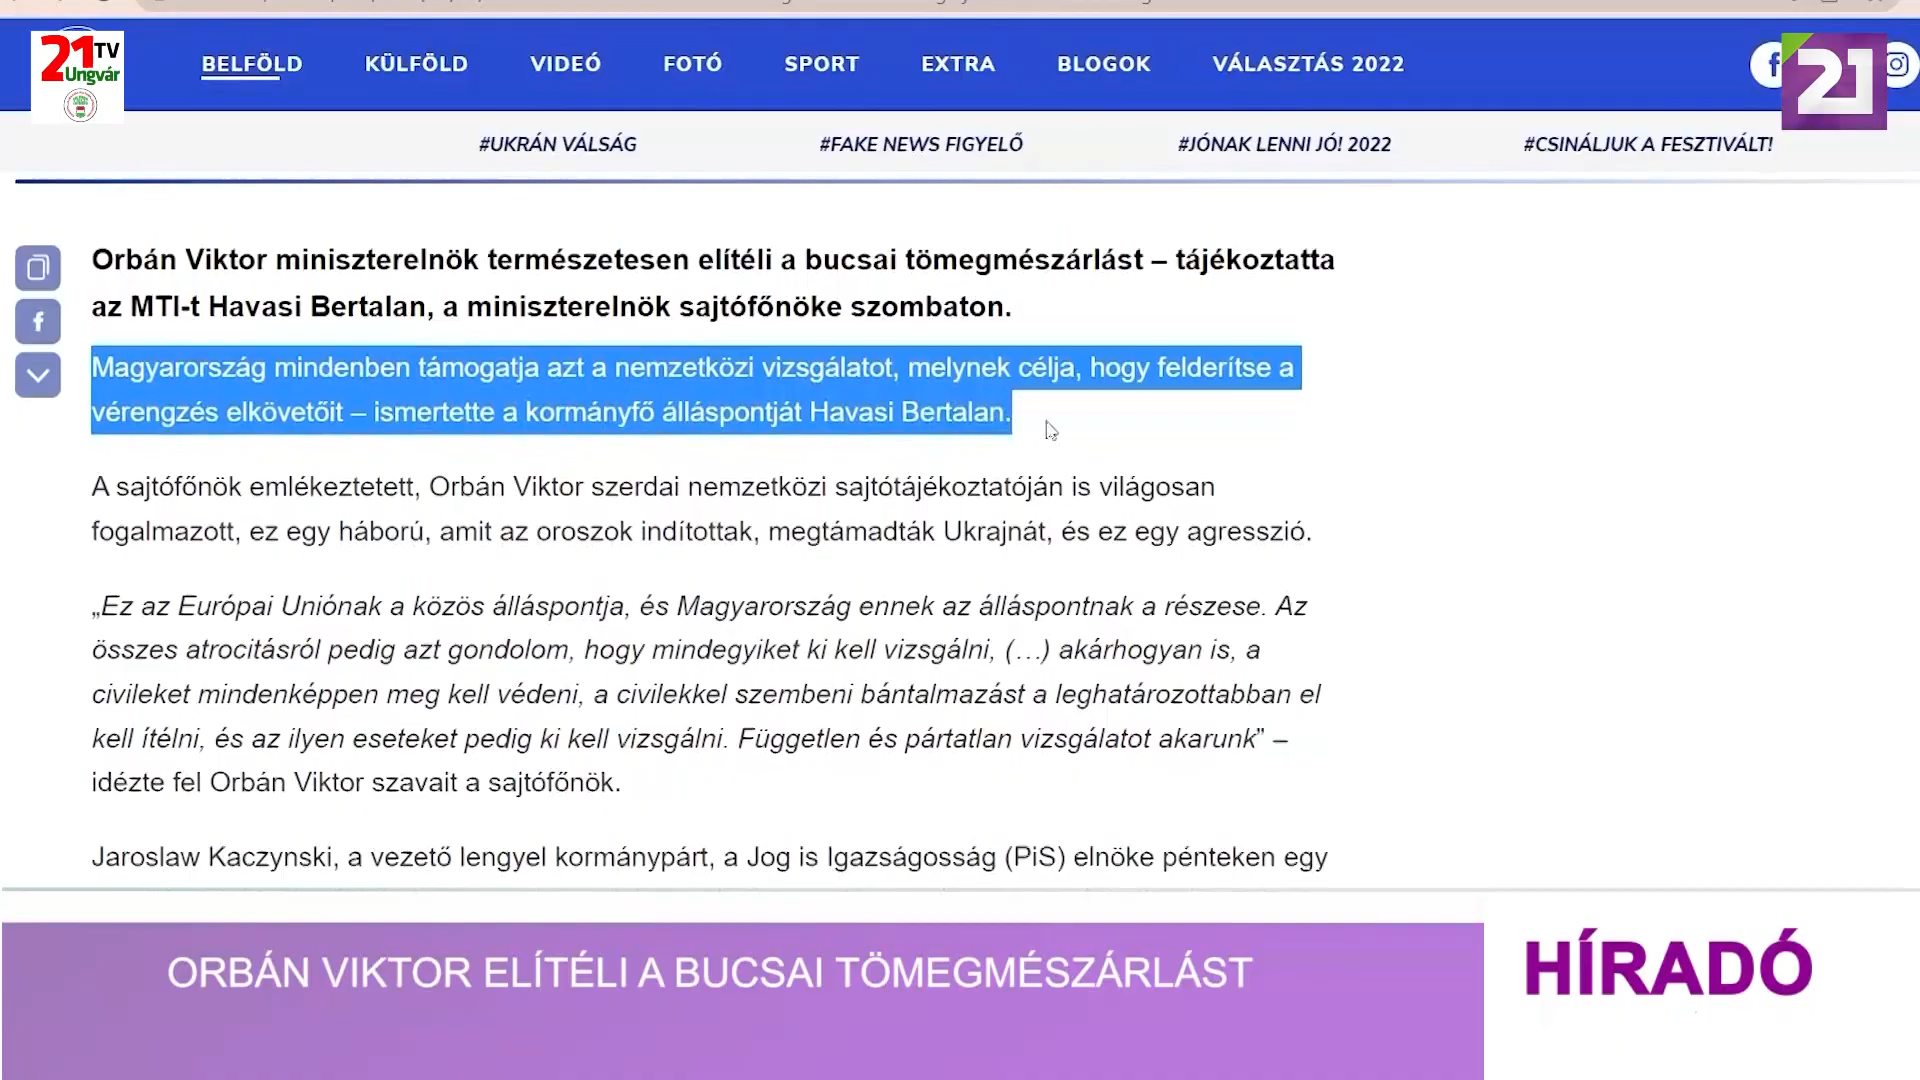 21TV
Ungvár
BELFÖLD KÜLFÖLD VIDEÓ FOTÓ SPORT EXTRA BLOGOK VÁLASZTÁS 2022
21
#UKRÁN VÁLSÁG #FAKE NEWS FIGYELŐ #JÓNAK LENNI JÓ! 2022 #CSINÁLJUK A FESZTIVÁLT!
Orbán Viktor miniszterelnök természetesen elítéli a bucsai tömegmészárlást – tájékoztatta
az MTI-t Havasi Bertalan, a miniszterelnök sajtófőnöke szombaton.
Magyarország mindenben támogatja azt a nemzetközi vizsgálatot, melynek célja, hogy felderítse a
vérengzés elkövetőit – ismertette a kormányfő álláspontját Havasi Bertalan.
A sajtófőnök emlékeztetett, Orbán Viktor szerdai nemzetközi sajtótájékoztatóján is világosan
fogalmazott, ez egy háború, amit az oroszok indítottak, megtámadták Ukrajnát, és ez egy agresszió.
„Ez az Európai Uniónak a közös álláspontja, és Magyarország ennek az álláspontnak a részese. Az
összes atrocitásról pedig azt gondolom, hogy mindegyiket ki kell vizsgálni, (…) akárhogyan is, a
civileket mindenképpen meg kell védeni, a civilekkel szembeni bántalmazást a leghatározottabban el
kell ítélni, és az ilyen eseteket pedig ki kell vizsgálni. Független és pártatlan vizsgálatot akarunk” –
idézte fel Orbán Viktor szavait a sajtófőnök.
Jaroslaw Kaczynski, a vezető lengyel kormánypárt, a Jog is Igazságosság (PiS) elnöke pénteken egy
ORBÁN VIKTOR ELÍTÉLI A BUCSAI TÖMEGMÉSZÁRLÁST
HÍRADÓ